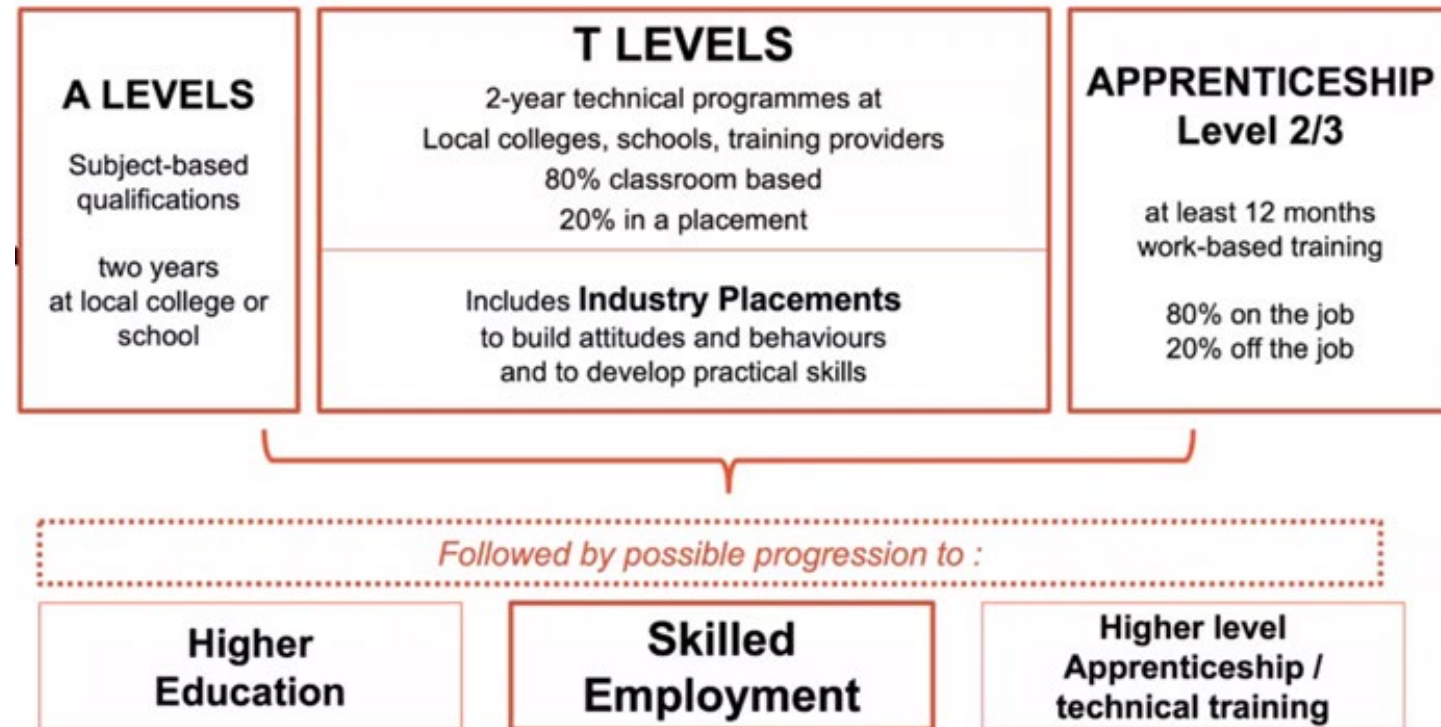 A LEVELS
Subject-based
qualifications
two years
at local college or
school
T LEVELS
2-year technical programmes at
Local colleges, schools, training providers
80% classroom based
20% in a placement
Includes Industry Placements
to build attitudes and behaviours
and to develop practical skills
APPRENTICESHIP
Level 2/3
at least 12 months
work-based training
80% on the job
20% off the job
Followed by possible progression to :
Higher
Education
Skilled
Employment
Higher level
Apprenticeship /
technical training